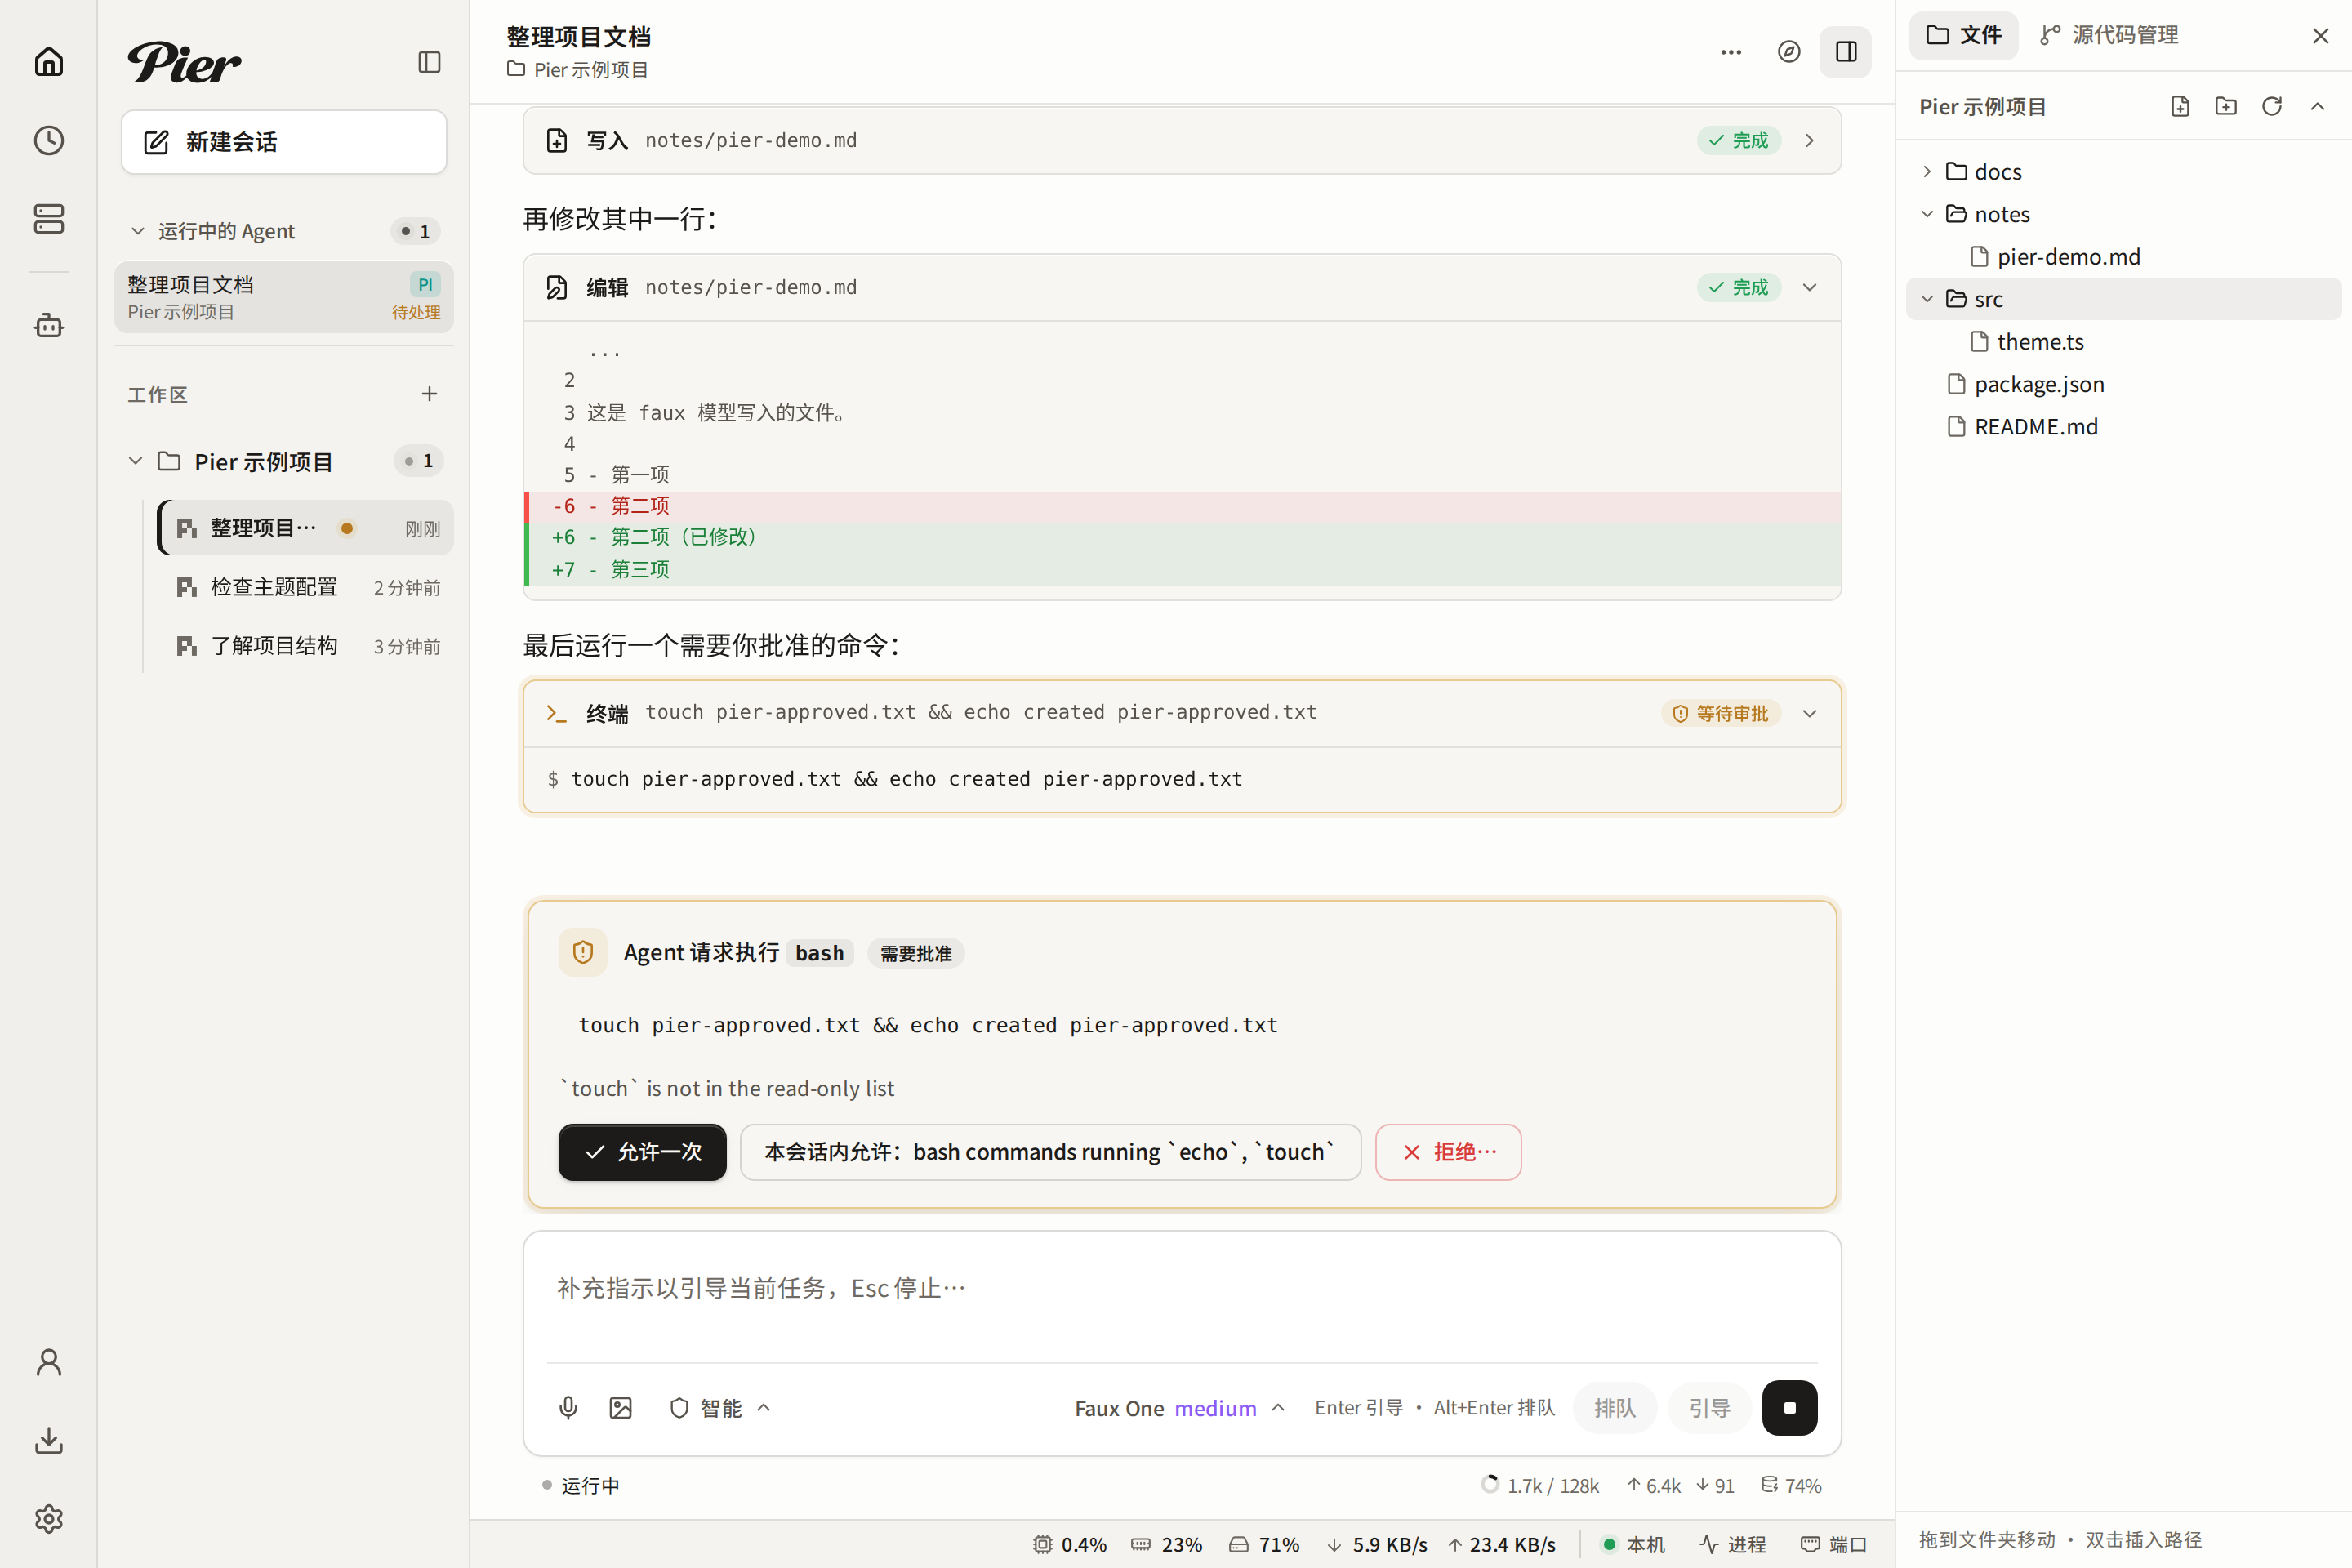 Pier
新建会话
运行中的 Agent
1
整理项目文档
PI
Pier 示例项目
待处理
工作区
Pier 示例项目
1
整理项目⋯
刚刚
检查主题配置
2 分钟前
了解项目结构
3 分钟前
整理项目文档
Pier 示例项目
写入 notes/pier-demo.md
完成
再修改其中一行：
编辑 notes/pier-demo.md
完成
...
2
3 这是 faux 模型写入的文件。
4
5 - 第一项
-6 - 第二项
+6 - 第二项（已修改）
+7 - 第三项
最后运行一个需要你批准的命令：
终端 touch pier-approved.txt && echo created pier-approved.txt
等待审批
$ touch pier-approved.txt && echo created pier-approved.txt
Agent 请求执行 bash 需要批准
touch pier-approved.txt && echo created pier-approved.txt
`touch` is not in the read-only list
允许一次
本会话内允许：bash commands running `echo`, `touch`
拒绝⋯
补充指示以引导当前任务，Esc 停止⋯
智能
Faux One medium
Enter 引导 • Alt+Enter 排队
排队
引导
运行中
1.7k / 128k
6.4k
91
74%
0.4%
23%
71%
5.9 KB/s
23.4 KB/s
本机
进程
端口
文件
源代码管理
Pier 示例项目
docs
notes
pier-demo.md
src
theme.ts
package.json
README.md
拖到文件夹移动 • 双击插入路径